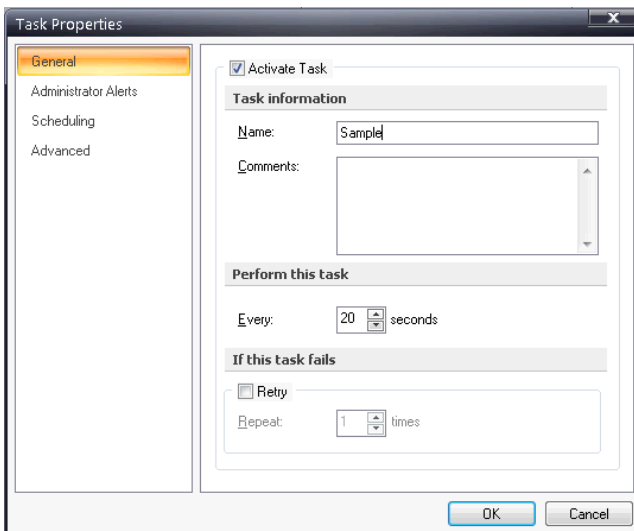 Task Properties
x
General
Administrator Alerts
Scheduling
Advanced
Activate Task
Task information
Name: Sample
Comments:
Perform this task
Every: 20 seconds
If this task fails
Retry
Repeat: 1 times
OK Cancel